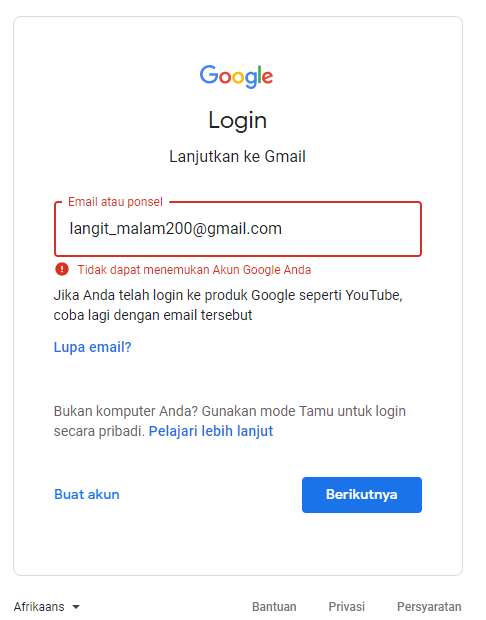 Google
Login
Lanjutkan ke Gmail
Email atau ponsel
langit_malam200@gmail.com
Tidak dapat menemukan Akun Google Anda
Jika Anda telah login ke produk Google seperti YouTube,
coba lagi dengan email tersebut
Lupa email?
Bukan komputer Anda? Gunakan mode Tamu untuk login
secara pribadi. Pelajari lebih lanjut
Buat akun
Berikutnya
Afrikaans
Bantuan
Privasi
Persyaratan